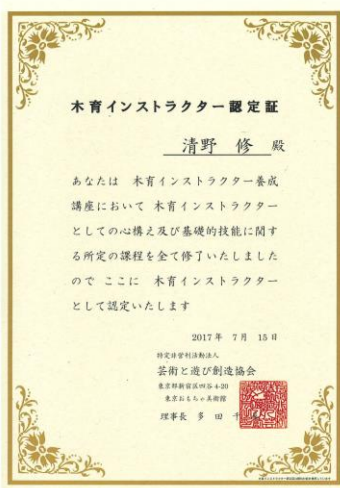 木育インストラクター認定証
清野 修 殿
あなたは 木育インストラクター養成
講座において 木育インストラクター
としての心構え及び基礎的技能に関す
る所定の課程を全て修了いたしました
ので ここに 木育インストラクター
として認定いたします
2017年 7月 15日
特定非営利活動法人
芸術と遊び創造協会
東京都新宿区四谷4-20
東京おもちゃ美術館
理事長 多 田 千